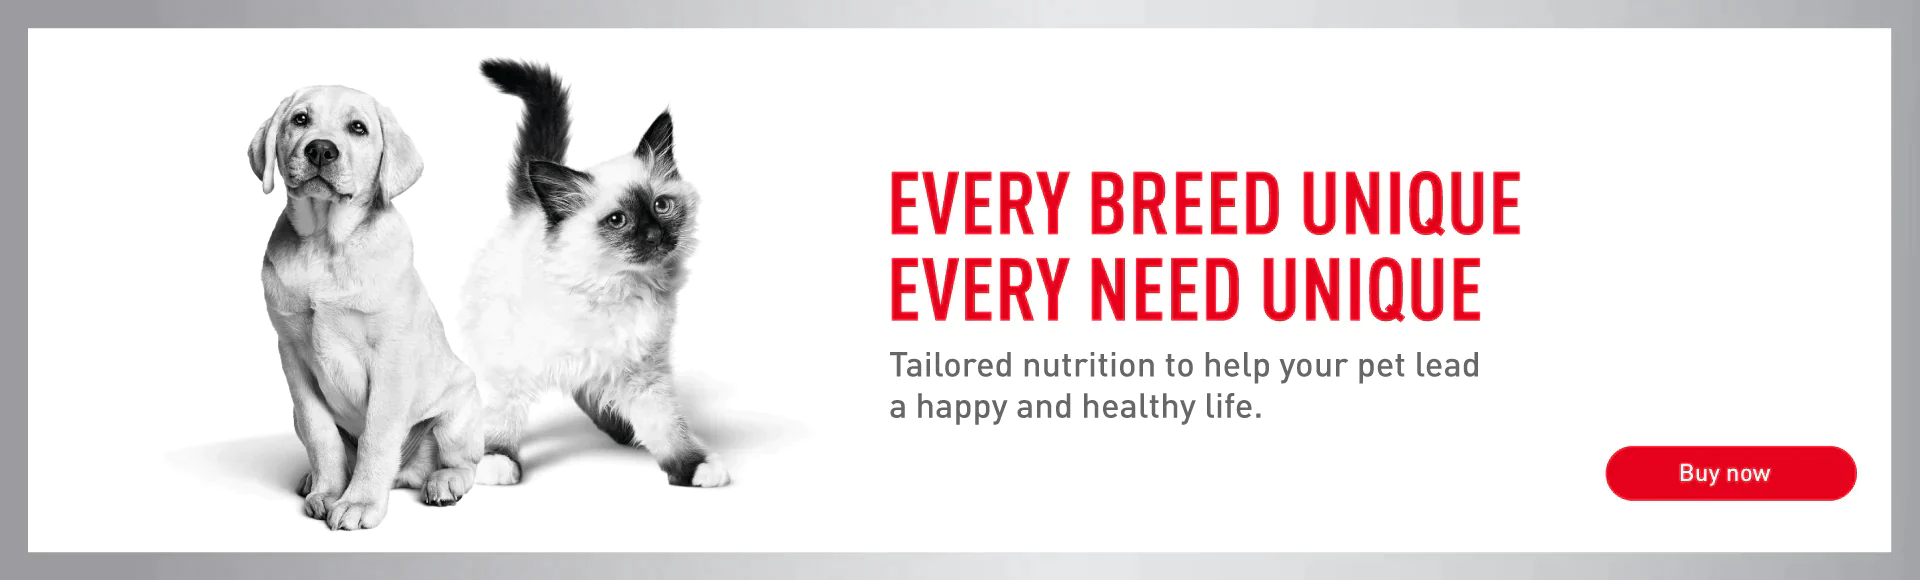 EVERY BREED UNIQUE
EVERY NEED UNIQUE
Tailored nutrition to help your pet lead
a happy and healthy life.
Buy now